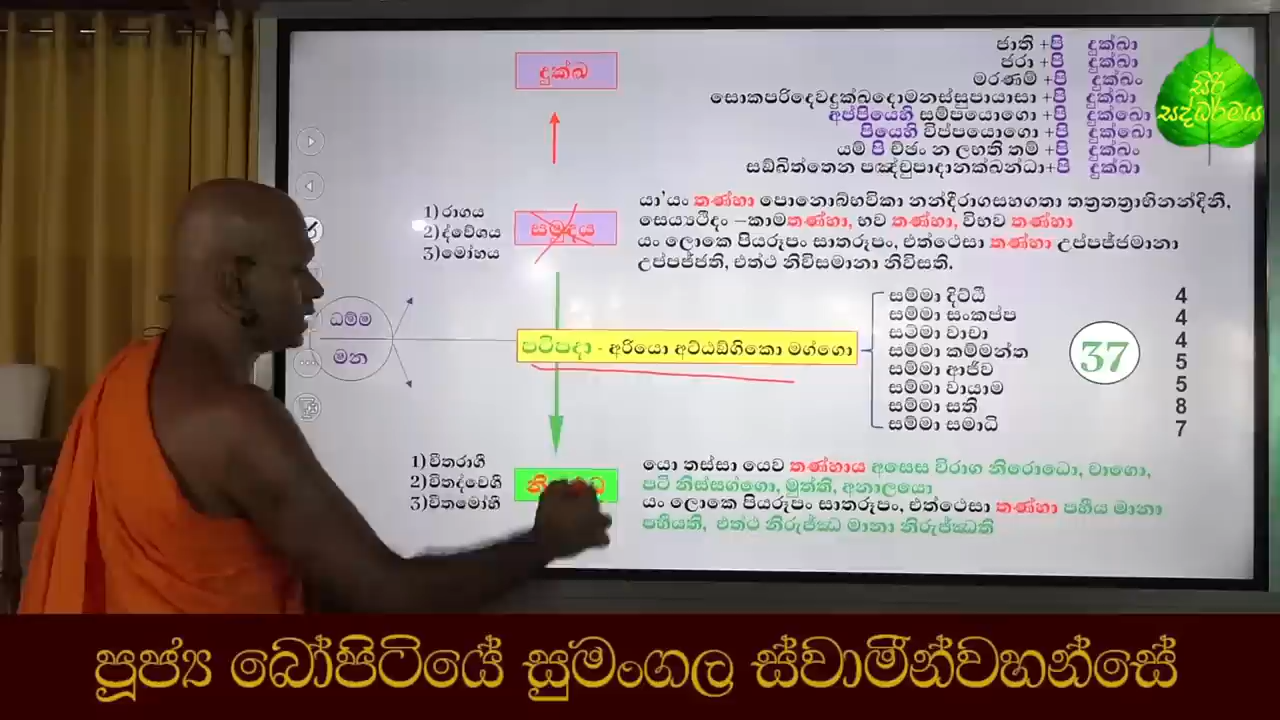 දුක්ඛ
ජාති +පි දුක්ඛා
ජරා +පි දුක්ඛා
මරණම් +පි දුක්ඛං
සොකපරිදෙවදුක්ඛදොමනස්සුපායාසා +පි දුක්ඛා
අප්පියෙහි සම්පයොගො +පි දුක්ඛො
පියෙහි විප්පයොගො +පි දුක්ඛො
යම් පි ච්ඡං න ලභති තම් +පි දුක්ඛං
සඞ්ඛිත්තෙන පඤ්චුපාදානක්ඛන්ධා+පි දුක්ඛා
සිරි
සද්ධර්මය
1) රාගය
2) ද්වේශය
3) මෝහය
සමුදය
යා'යං තණ්හා පොනොබ්භවිකා නන්දිරාගසහගතා තත්‍රතත්‍රාභිනන්දිනී,
සෙය්‍යථිදං –කාමතණ්හා, භව තණ්හා, විභව තණ්හා
යං ලොකෙ පියරූපං සාතරූපං, එත්ථෙසා තණ්හා උප්පජ්ජමානා
උප්පජ්ජති, එත්ථ නිවිසමානා නිවිසති.
ධම්ම
මන
පටිපදා - අරියො අට්ඨඞ්ගිකො මග්ගො
සම්මා දිට්ඨි 4
සම්මා සංකප්ප 4
සම්මා වාචා 4
සම්මා කම්මන්ත 5
සම්මා ආජීව 5
සම්මා වායාම
සම්මා සති 8
සම්මා සමාධි 7
37
1) වීතරාගී
2) විතද්වෙශී
3) විතමෝහී
යො තස්සා යෙව තණ්හාය අසෙස විරාග නිරොධො, චාගො,
පටි නිස්සග්ගො, මුත්ති, අනාලයො
යං ලොකෙ පියරූපං සාතරූපං, එත්ථෙසා තණ්හා පහීය මානා
පහියති, එත්ථ නිරුජ්ඣ මානා නිරුජ්ඣති
පූජ්‍ය බෝපිටියේ සුමංගල ස්වාමීන්වහන්සේ